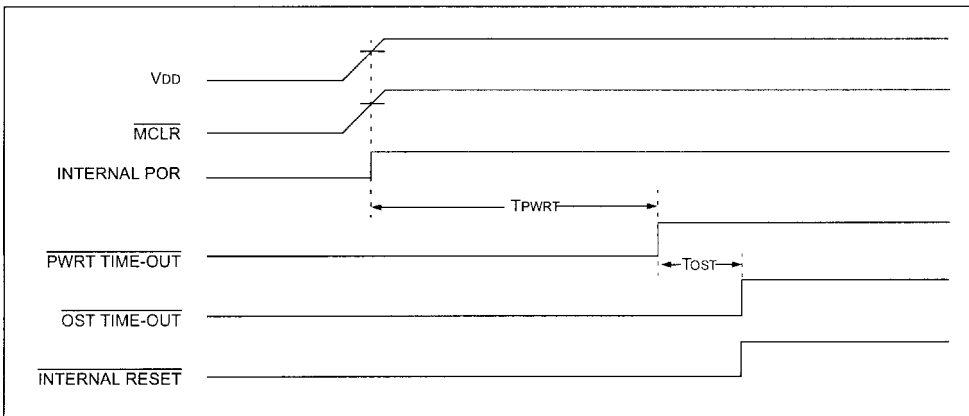 VDD
MCLR
INTERNAL POR
TPWRT
PWRT TIME-OUT
TOST
OST TIME-OUT
INTERNAL RESET